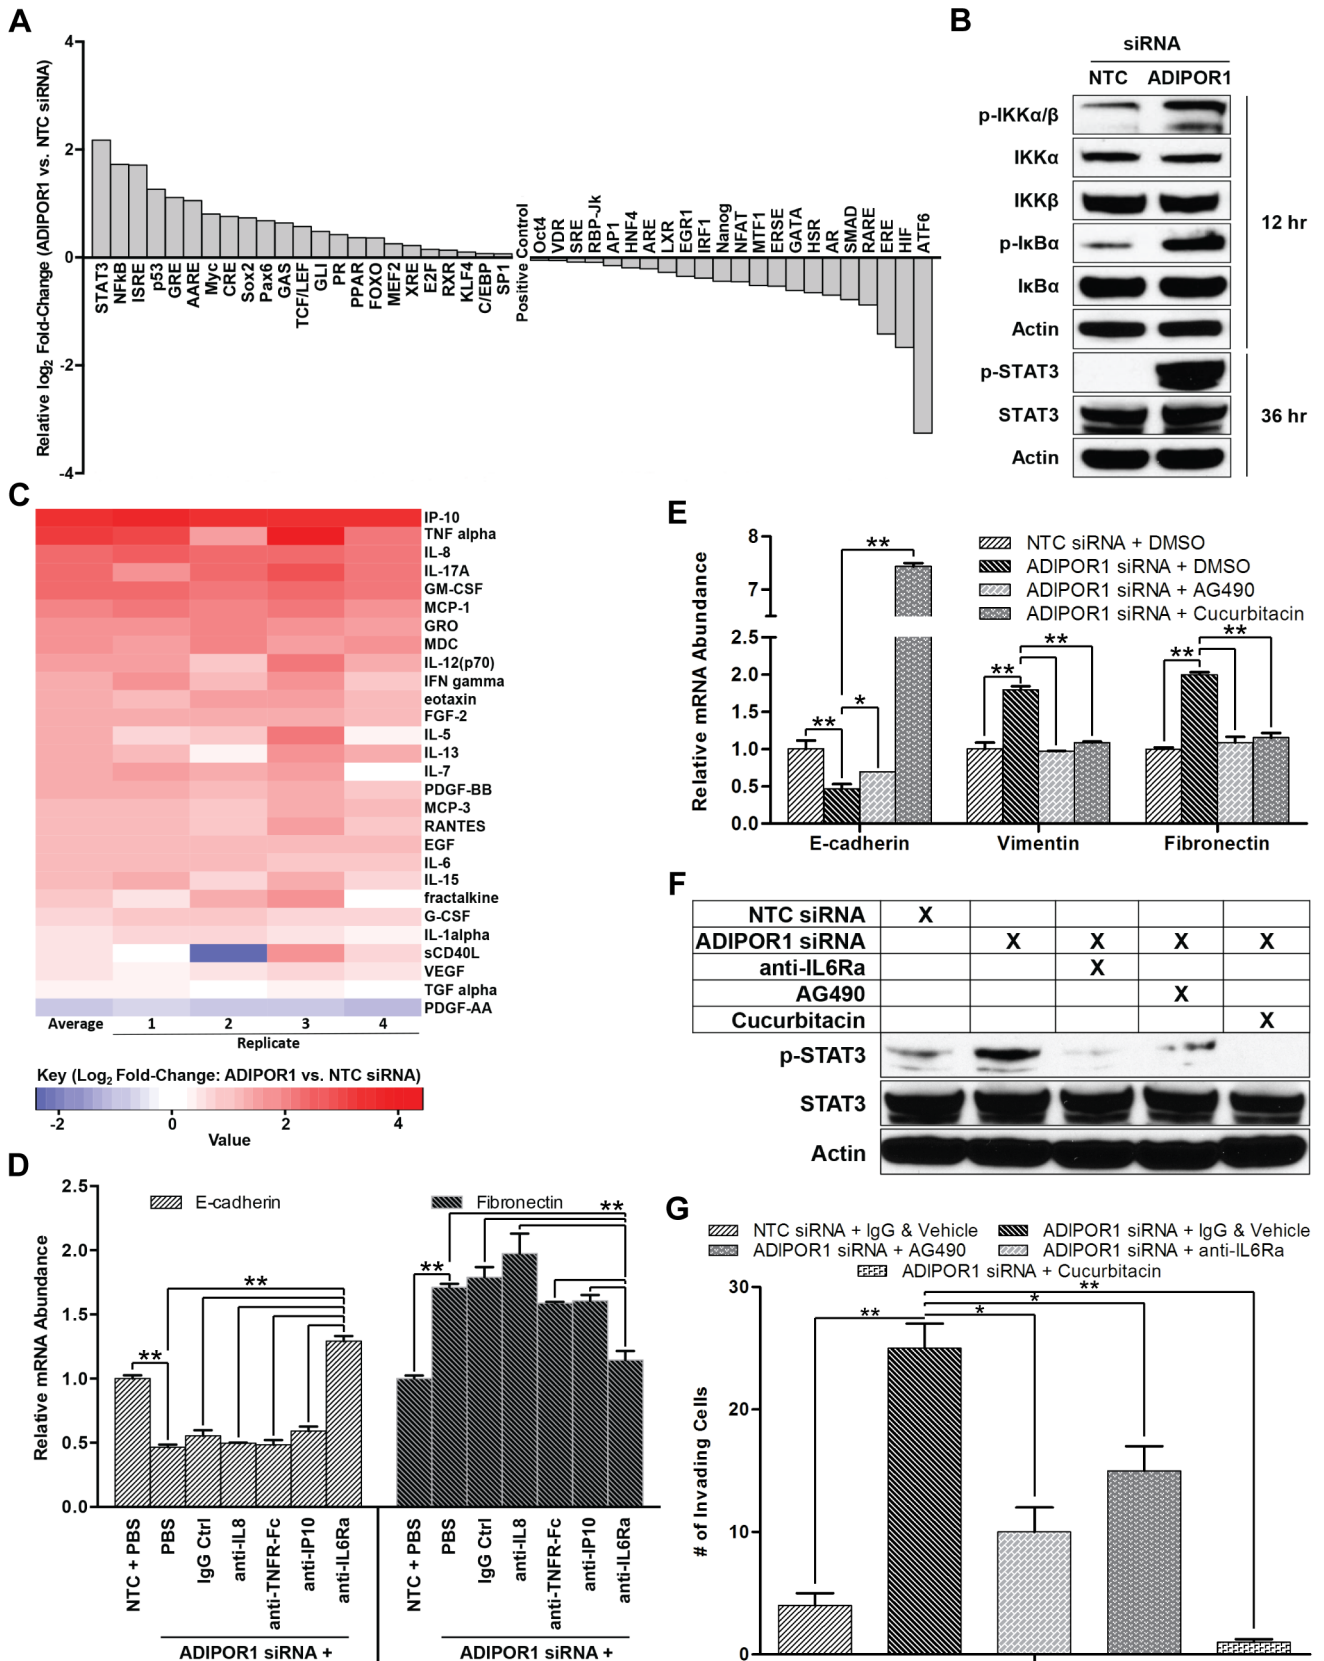 A
Relative log2 Fold-Change (ADIPOR1 vs. NTC siRNA)
4
2
0
-2
-4
STAT3
NFkB
ISRE
p53
GRE
AARE
Myc
CRE
Sox2
Pax6
GAS
TCF/LEF
GLI
PR
PPAR
FOXO
MEF2
XRE
E2F
RXR
KLF4
C/EBP
SP1
Positive Control
Oct4
VDR
SRE
RBP-Jk
AP1
HNF4
ARE
LXR
EGR1
IRF1
Nanog
NFAT
MTF1
ERSE
GATA
HSR
AR
SMAD
RARE
ERE
HIF
ATF6
B
siRNA
NTC ADIPOR1
p-IKKα/β
IKKα
IKKβ
p-IκBα
IκBα
Actin
12 hr
p-STAT3
STAT3
Actin
36 hr
C
IP-10
TNF alpha
IL-8
IL-17A
GM-CSF
MCP-1
GRO
MDC
IL-12(p70)
IFN gamma
eotaxin
FGF-2
IL-5
IL-13
IL-7
PDGF-BB
MCP-3
RANTES
EGF
IL-6
IL-15
fractalkine
G-CSF
IL-1alpha
sCD40L
VEGF
TGF alpha
PDGF-AA
Average 1 2 3 4
Replicate
Key (Log2 Fold-Change: ADIPOR1 vs. NTC siRNA)
-2 0 2 4
Value
D
Relative mRNA Abundance
2.5
2.0
1.5
1.0
0.5
0.0
E-cadherin
Fibronectin
**
**
**
**
NTC + PBS
PBS
IgG Ctrl
anti-IL8
anti-TNFR-Fc
anti-IP10
anti-IL6Ra
ADIPOR1 siRNA +
NTC + PBS
PBS
IgG Ctrl
anti-IL8
anti-TNFR-Fc
anti-IP10
anti-IL6Ra
ADIPOR1 siRNA +
E
Relative mRNA Abundance
8
7
2.5
2.0
1.5
1.0
0.5
0.0
NTC siRNA + DMSO
ADIPOR1 siRNA + DMSO
ADIPOR1 siRNA + AG490
ADIPOR1 siRNA + Cucurbitacin
**
**
*
**
**
**
**
E-cadherin Vimentin Fibronectin
F
NTC siRNA X
ADIPOR1 siRNA X X X X
anti-IL6Ra X
AG490 X
Cucurbitacin X
p-STAT3
STAT3
Actin
G
NTC siRNA + IgG & Vehicle ADIPOR1 siRNA + IgG & Vehicle
ADIPOR1 siRNA + AG490 ADIPOR1 siRNA + anti-IL6Ra
ADIPOR1 siRNA + Cucurbitacin
# of Invading Cells
30
20
10
0
**
*
*
**